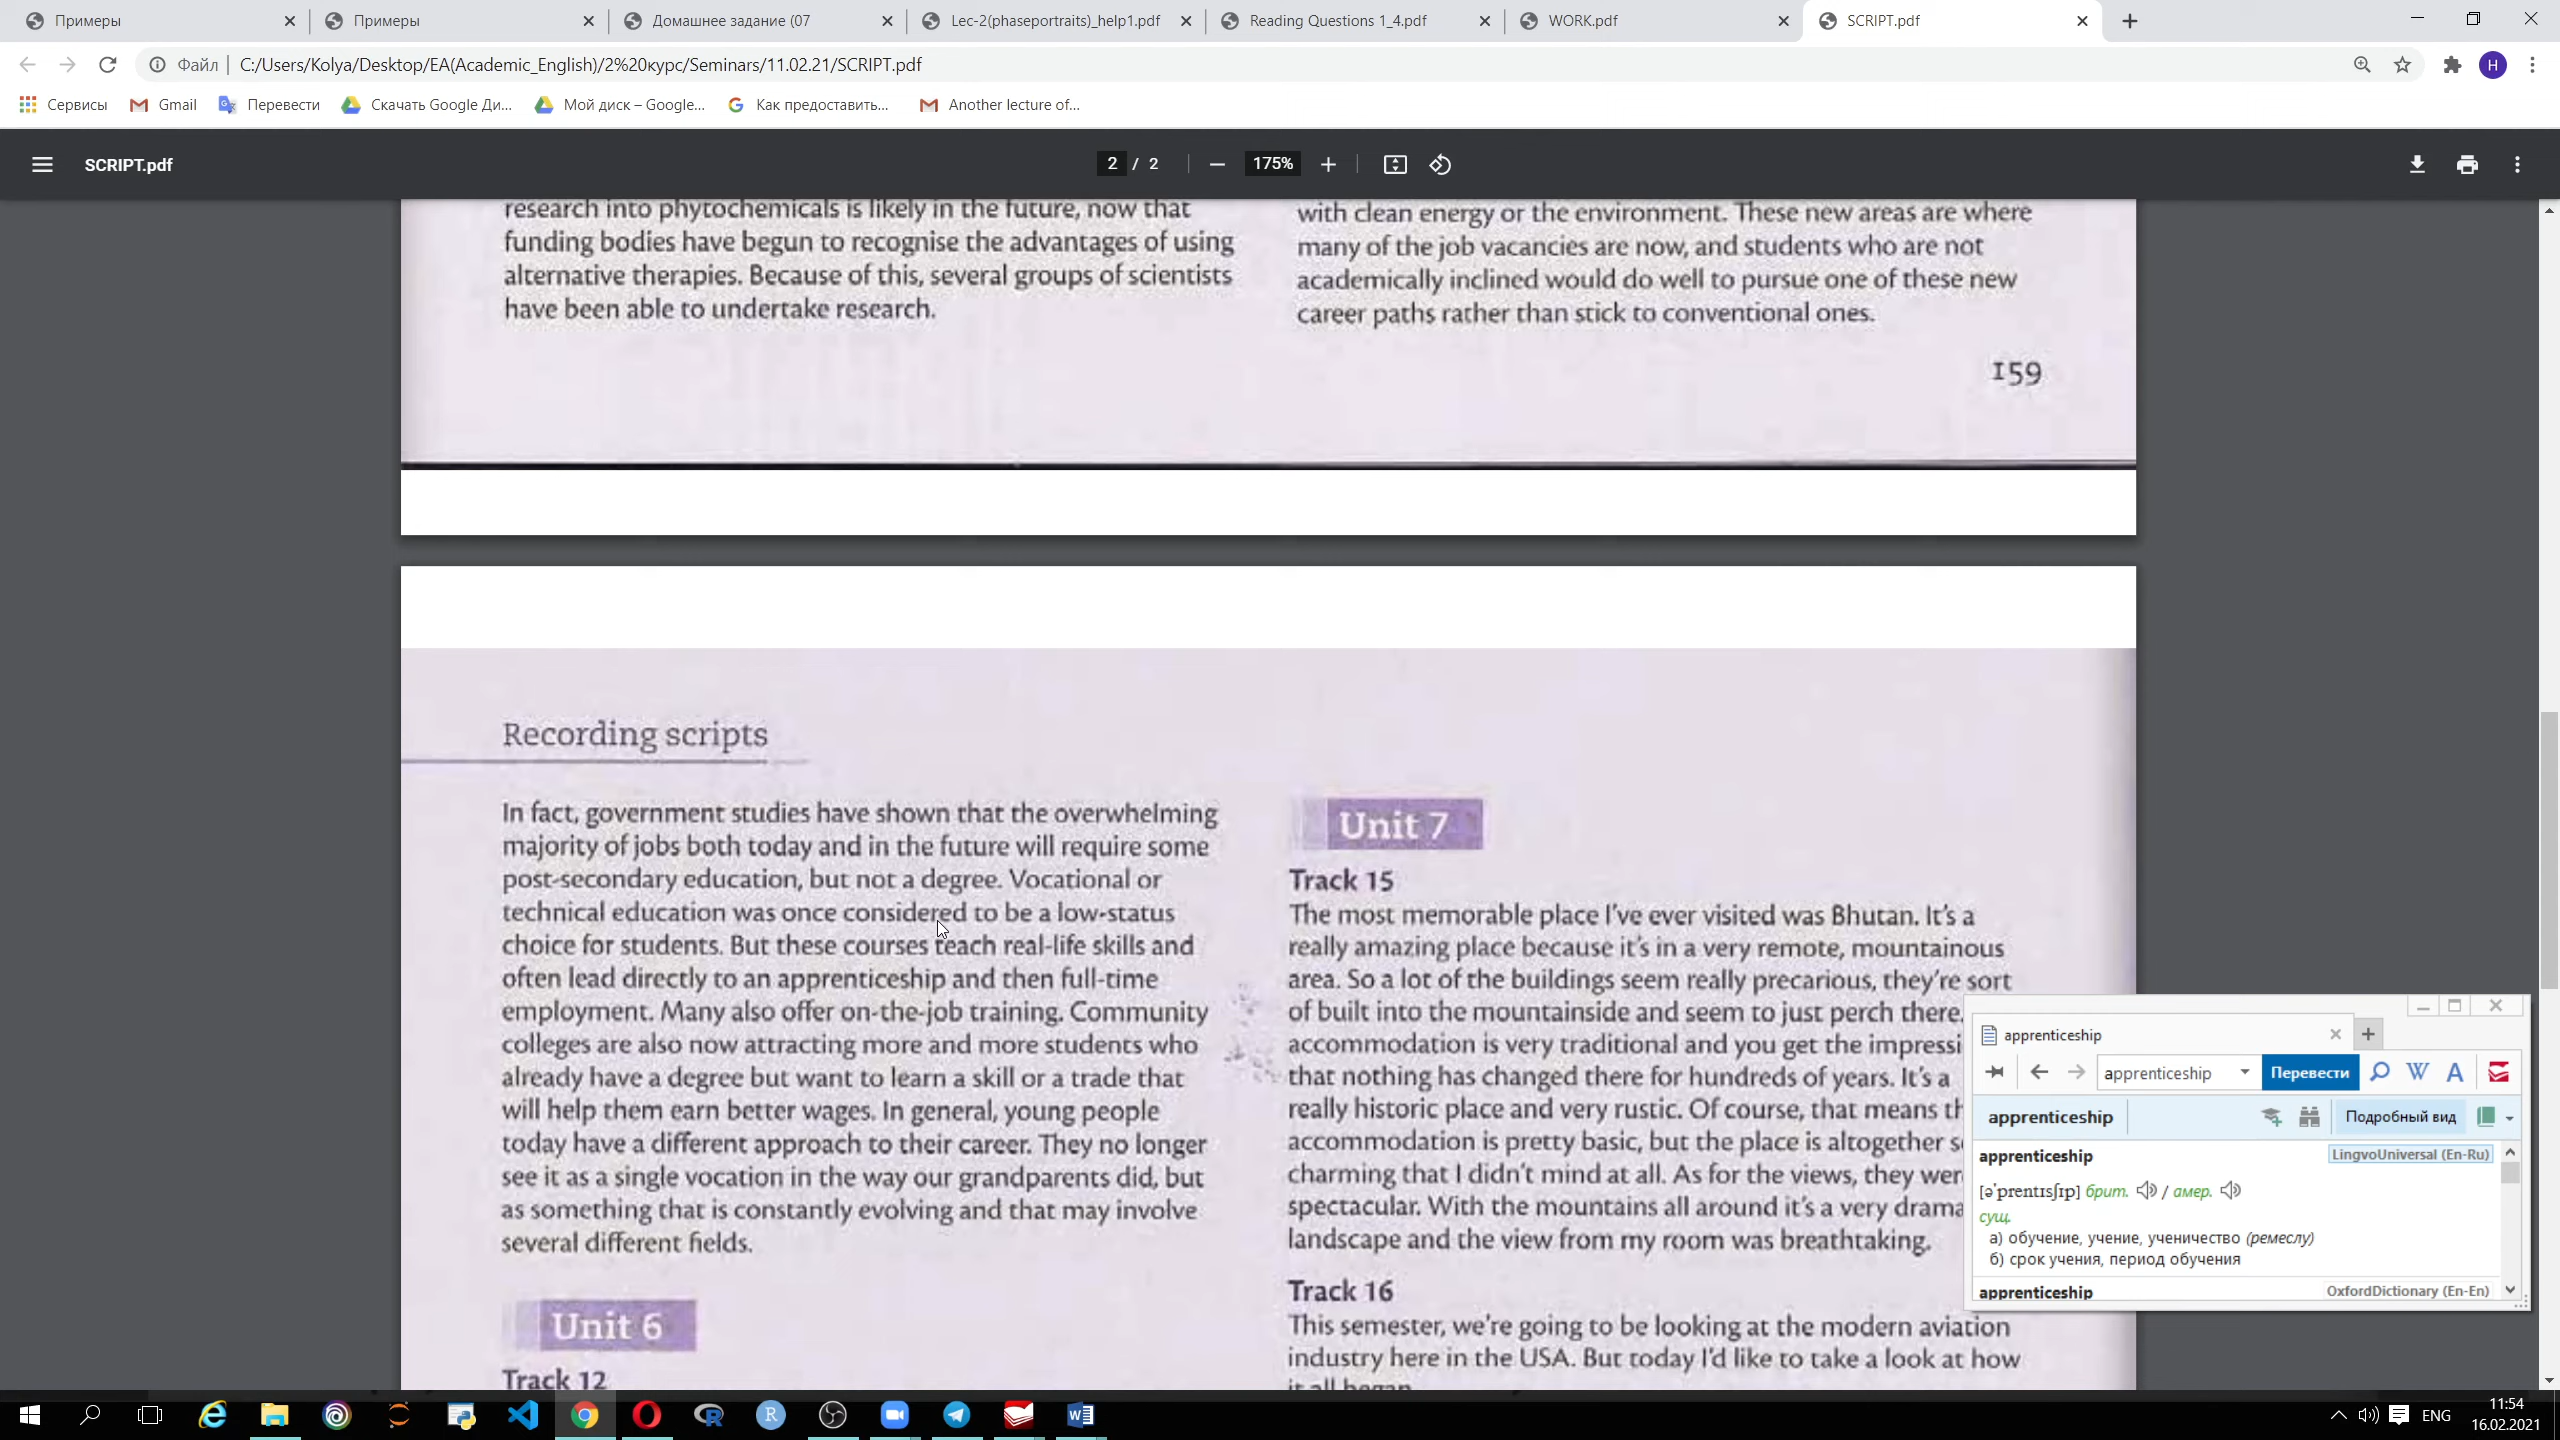 Примеры
Примеры
Домашнее задание (07
Lec-2(phaseportraits)_help1.pdf
Reading Questions 1_4.pdf
WORK.pdf
SCRIPT.pdf
Файл
C:/Users/Kolya/Desktop/EA(Academic_English)/2%20курс/Seminars/11.02.21/SCRIPT.pdf
H
Сервисы
Gmail
Перевести
Скачать Google Ди...
Мой диск – Google...
Как предоставить...
Another lecture of...
SCRIPT.pdf
2 / 2
175%
research into phytochemicals is likely in the future, now that
funding bodies have begun to recognise the advantages of using
alternative therapies. Because of this, several groups of scientists
have been able to undertake research.
with clean energy or the environment. These new areas are where
many of the job vacancies are now, and students who are not
academically inclined would do well to pursue one of these new
career paths rather than stick to conventional ones.
159
Recording scripts
In fact, government studies have shown that the overwhelming
majority of jobs both today and in the future will require some
post-secondary education, but not a degree. Vocational or
technical education was once considered to be a low-status
choice for students. But these courses teach real-life skills and
often lead directly to an apprenticeship and then full-time
employment. Many also offer on-the-job training. Community
colleges are also now attracting more and more students who
already have a degree but want to learn a skill or a trade that
will help them earn better wages. In general, young people
today have a different approach to their career. They no longer
see it as a single vocation in the way our grandparents did, but
as something that is constantly evolving and that may involve
several different fields.
Unit 6
Track 12
Unit 7
Track 15
The most memorable place I've ever visited was Bhutan. It's a
really amazing place because it's in a very remote, mountainous
area. So a lot of the buildings seem really precarious, they're sort
of built into the mountainside and seem to just perch there.
accommodation is very traditional and you get the impressi
that nothing has changed there for hundreds of years. It's a
really historic place and very rustic. Of course, that means th
accommodation is pretty basic, but the place is altogether s
charming that I didn't mind at all. As for the views, they wer
spectacular. With the mountains all around it's a very drama
landscape and the view from my room was breathtaking.
Track 16
This semester, we're going to be looking at the modern aviation
industry here in the USA. But today I'd like to take a look at how
it all began
apprenticeship
apprenticeship
Перевести
W
A
apprenticeship
Подробный вид
apprenticeship
LingvoUniversal (En-Ru)
[ə'prentɪsʃɪp] брит. / амер.
сущ.
а) обучение, учение, ученичество (ремеслу)
б) срок учения, период обучения
apprenticeship
OxfordDictionary (En-En)
ENG
11:54
16.02.2021